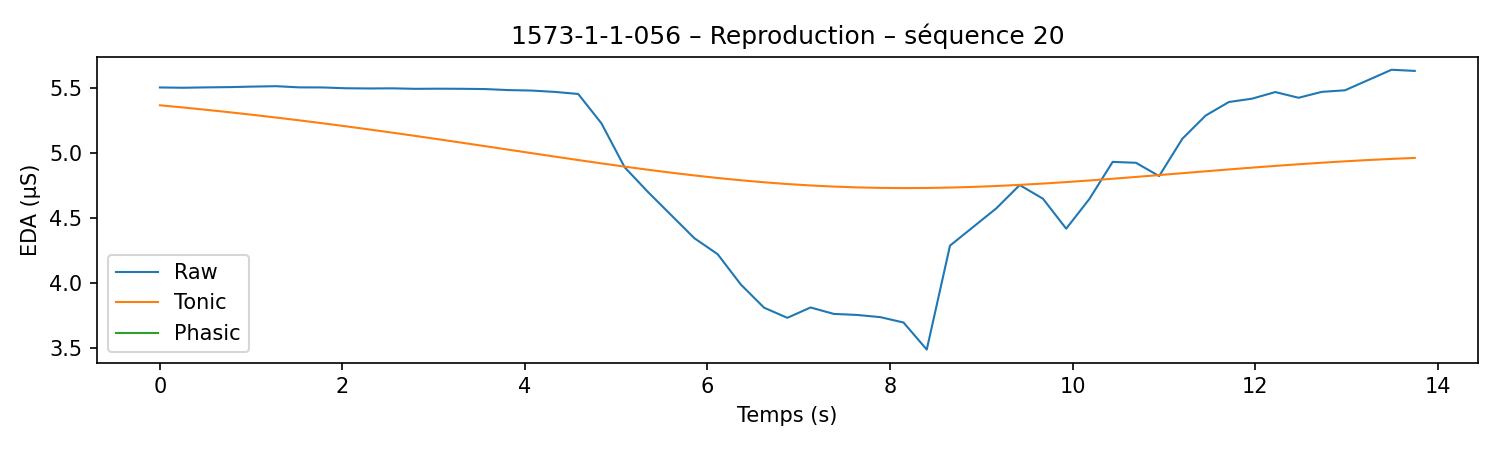 1573-1-1-056 – Reproduction – séquence 20
EDA (µS)
5.5
5.0
4.5
4.0
3.5
Raw
Tonic
Phasic
0 2 4 6 8 10 12 14
Temps (s)